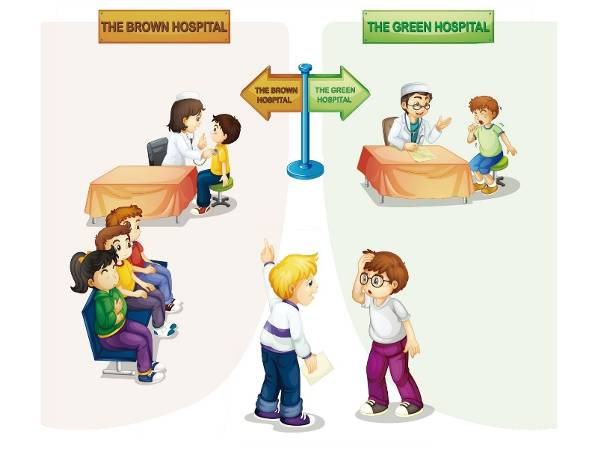 THE BROWN HOSPITAL
THE GREEN HOSPITAL
THE BROWN
HOSPITAL
THE GREEN
HOSPITAL